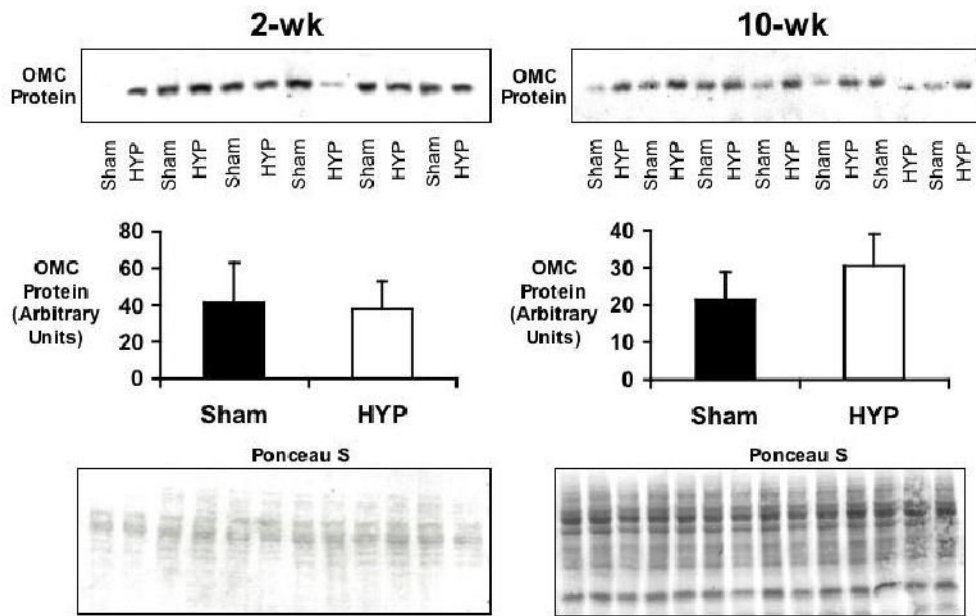 2-wk
OMC
Protein
Sham HYP Sham HYP Sham HYP Sham HYP Sham HYP Sham HYP
80
60
40
20
0
OMC
Protein
(Arbitrary
Units)
Sham HYP
Ponceau S
10-wk
OMC
Protein
Sham HYP Sham HYP Sham HYP Sham HYP Sham HYP Sham HYP Sham HYP
40
30
20
10
0
OMC
Protein
(Arbitrary
Units)
Sham HYP
Ponceau S